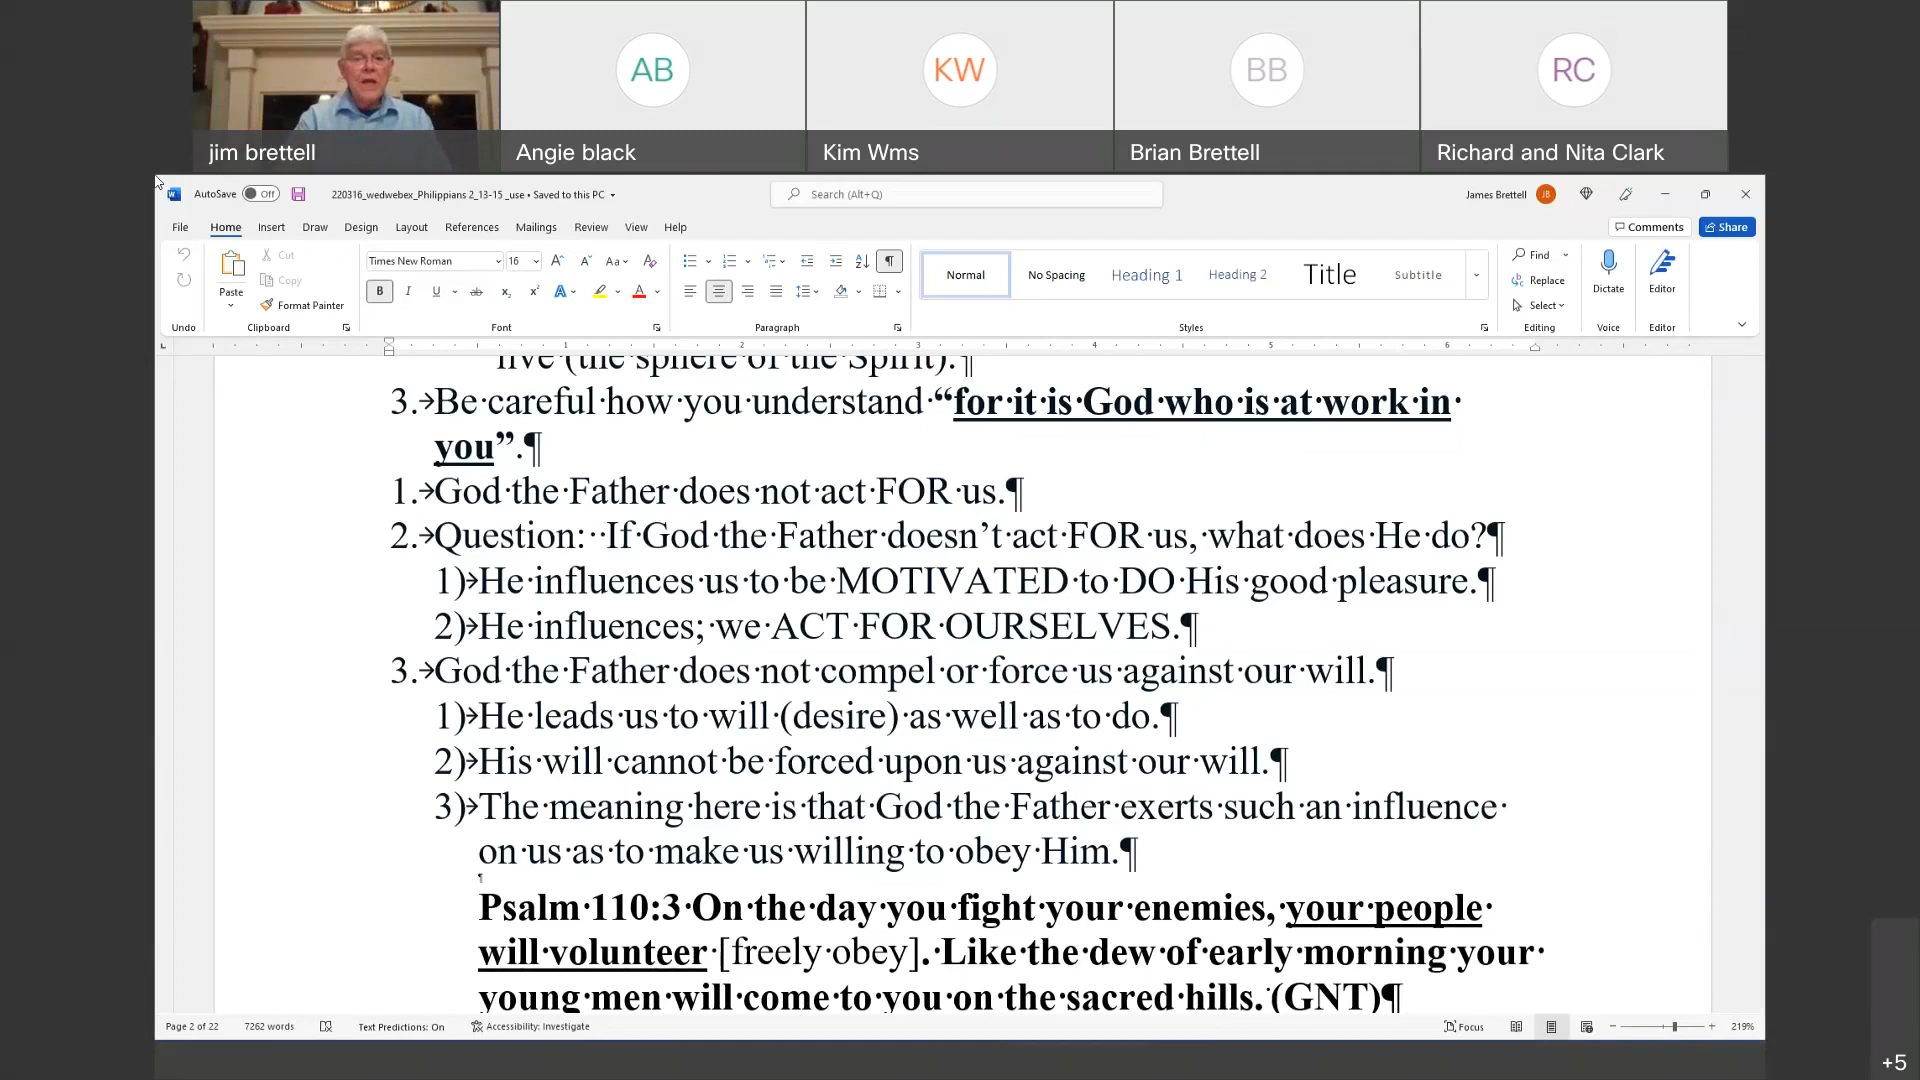 AB
KW
BB
RC
jim brettell
Angie black
Kim Wms
Brian Brettell
Richard and Nita Clark
AutoSave Off
220316_wedwebex_Philippians 2_13-15 _use • Saved to this PC
Search (Alt+Q)
James Brettell JB
File Home Insert Draw Design Layout References Mailings Review View Help
Comments Share
Paste
Cut
Copy
Format Painter
Times New Roman 16
Normal
No Spacing
Heading 1
Heading 2
Title
Subtitle
Find
Replace
Select
Dictate
Editor
Undo Clipboard Font Paragraph Styles Editing Voice Editor
1 2 3 4 5 6
live (the sphere of the Spirit).¶
3. Be careful how you understand “for it is God who is at work in
you”.¶
1. God the Father does not act FOR us.¶
2. Question:  If God the Father doesn’t act FOR us, what does He do?¶
1) He influences us to be MOTIVATED to DO His good pleasure.¶
2) He influences; we ACT FOR OURSELVES.¶
3. God the Father does not compel or force us against our will.¶
1) He leads us to will (desire) as well as to do.¶
2) His will cannot be forced upon us against our will.¶
3) The meaning here is that God the Father exerts such an influence
on us as to make us willing to obey Him.¶
¶
Psalm 110:3 On the day you fight your enemies, your people
will volunteer [freely obey]. Like the dew of early morning your
young men will come to you on the sacred hills. (GNT)¶
Page 2 of 22 7262 words Text Predictions: On Accessibility: Investigate Focus 219%
+5